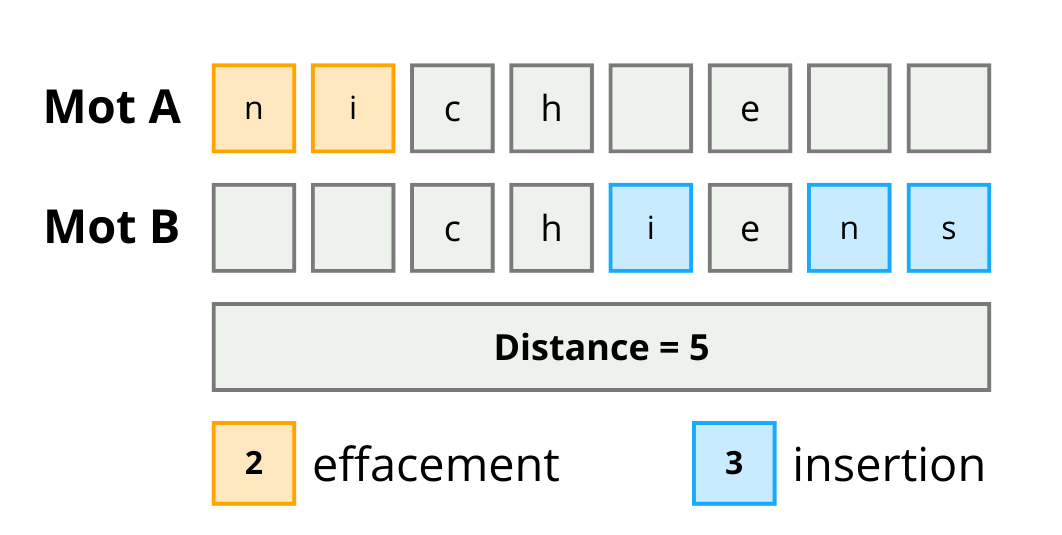 Mot A n i c h e
Mot B c h i e n s
Distance = 5
2 effacement 3 insertion